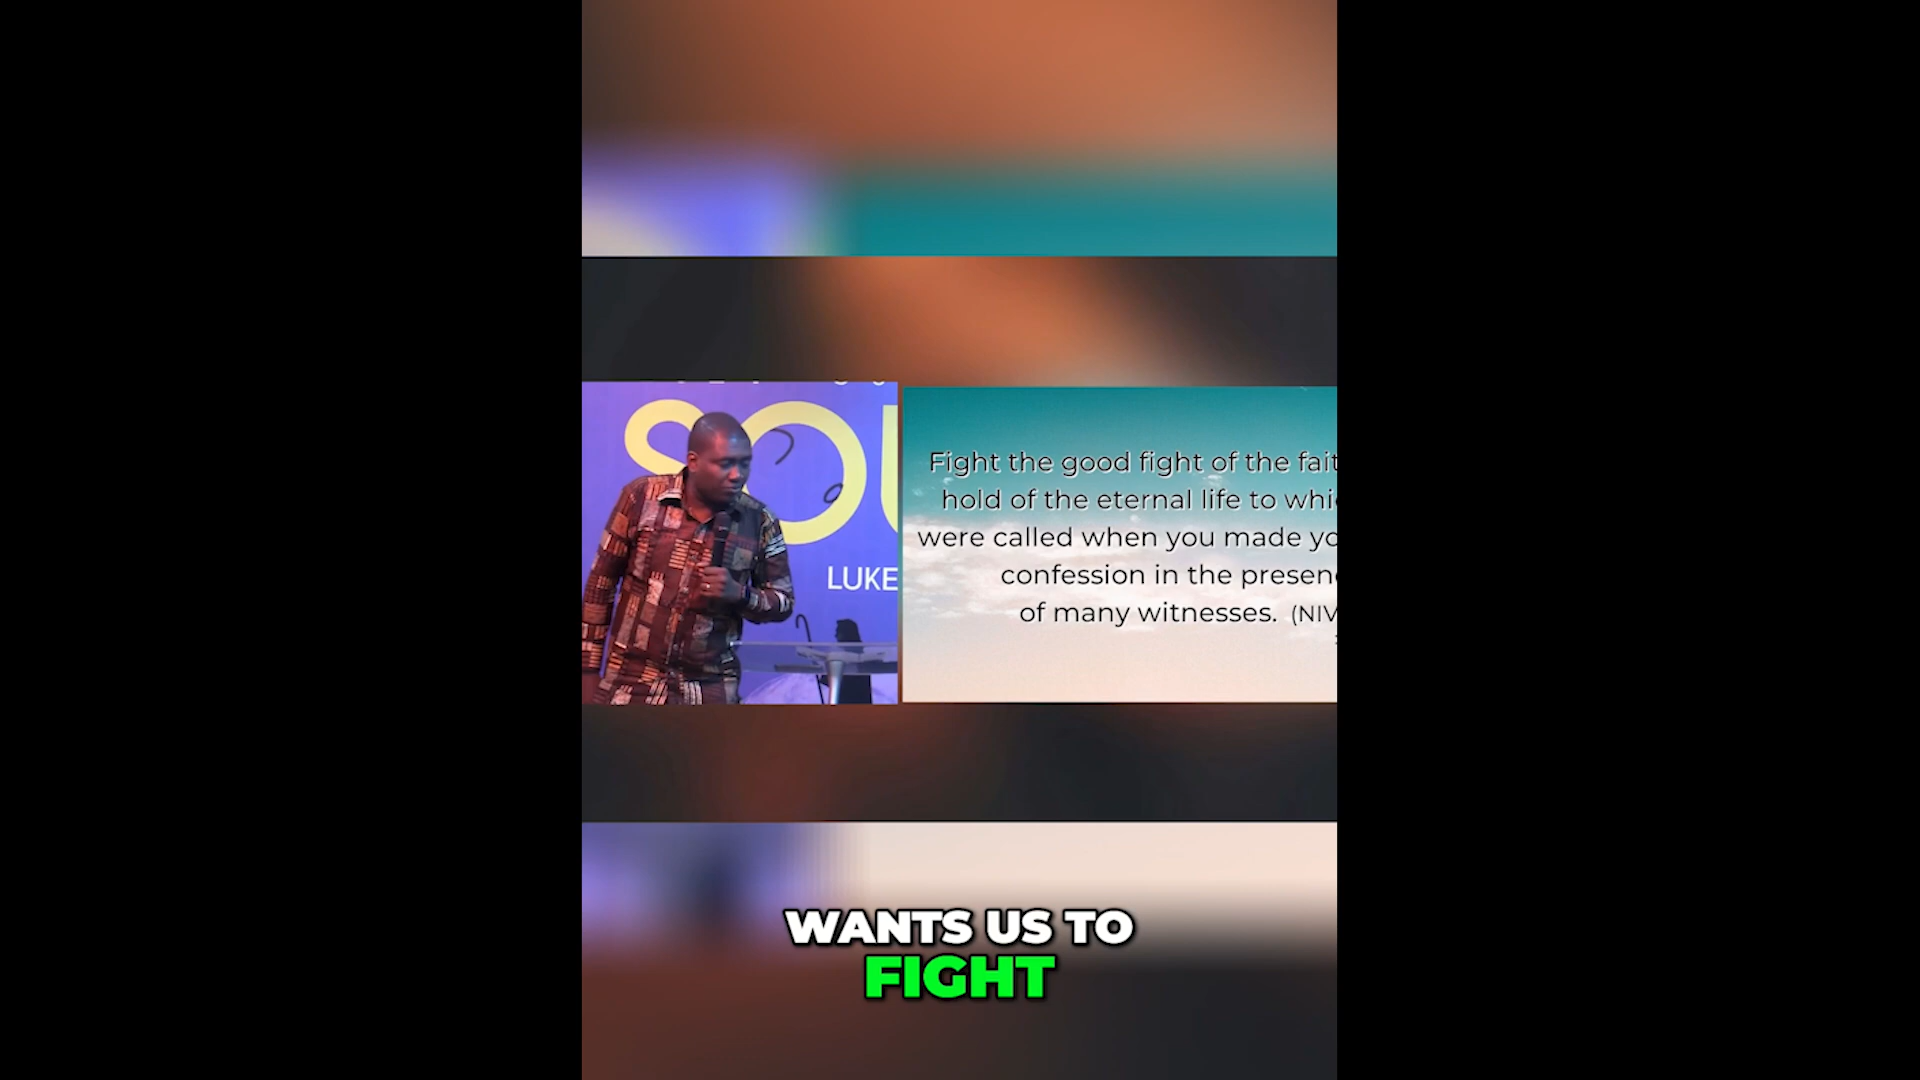 SOU
LUKE
Fight the good fight of the fait
hold of the eternal life to whic
were called when you made yo
confession in the presen
of many witnesses. (NIV
WANTS US TO
FIGHT